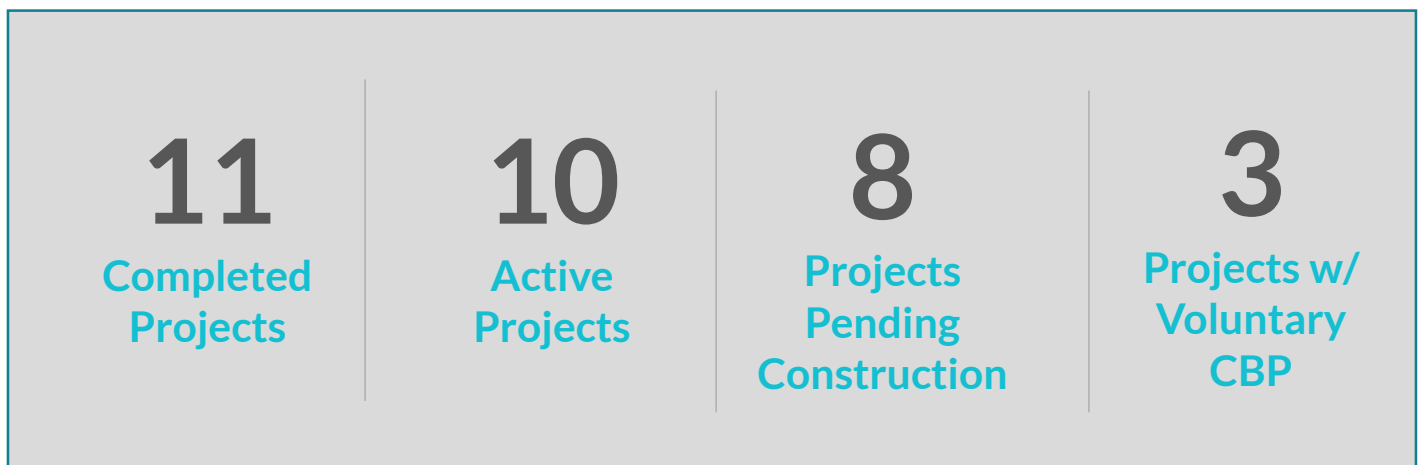 11
Completed
Projects
10
Active
Projects
8
Projects
Pending
Construction
3
Projects w/
Voluntary
CBP